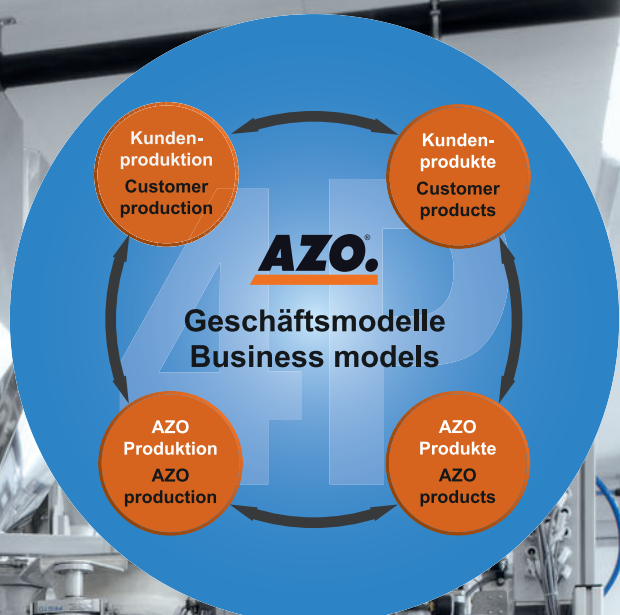 Kunden-
produktion
Customer
production
Kunden-
produkte
Customer
products
4P
AZO.®
Geschäftsmodelle
Business models
AZO
Produktion
AZO
production
AZO
Produkte
AZO
products